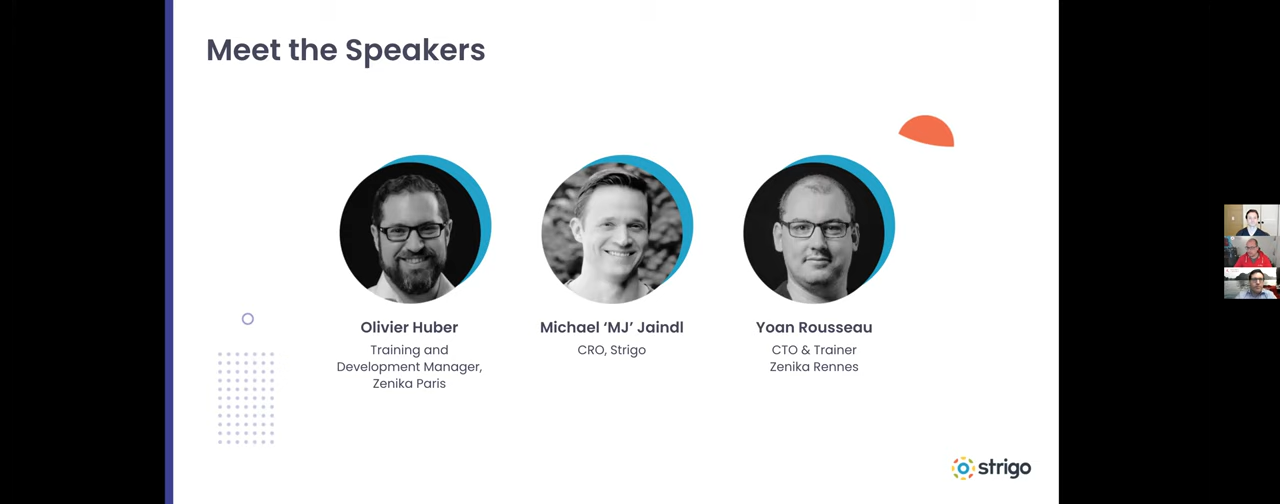 Meet the Speakers
Olivier Huber
Training and
Development Manager,
Zenika Paris
Michael ‘MJ’ Jaindl
CRO, Strigo
Yoan Rousseau
CTO & Trainer
Zenika Rennes
strigo